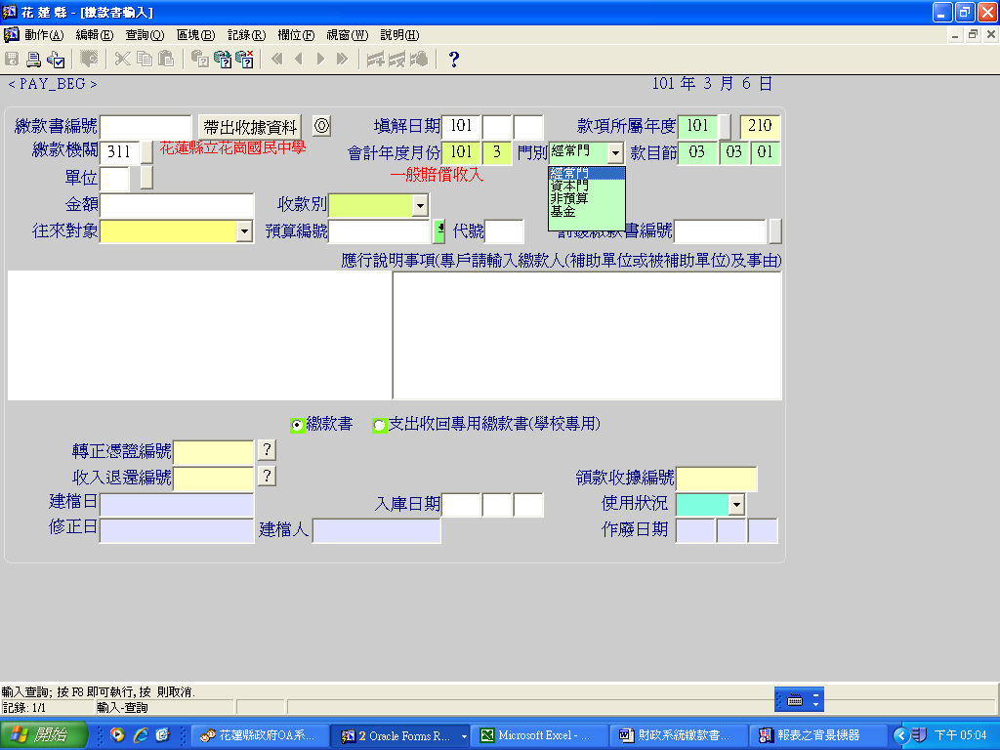 花 蓮 縣 - [繳款書輸入]
動作(A) 編輯(E) 查詢(Q) 區塊(B) 記錄(R) 欄位(F) 視窗(W) 說明(H)
< PAY_BEG > 101 年 3 月 6 日
繳款書編號 帶出收據資料 ◎ 填解日期 101 款項所屬年度 101 210
繳款機關 311 花蓮縣立花崗國民中學 會計年度月份 101 3 門別 經常門 款目節 03 03 01
單位 一般賠償收入 經常門
資本門
非預算
基金
金額 收款別
往來對象 預算編號 代號 書編號
應行說明事項(專戶請輸入繳款人(補助單位或被補助單位)及事由)
繳款書 支出收回專用繳款書(學校專用)
轉正憑證編號 ?
收入退還編號 ? 領款收據編號
建檔日 入庫日期 使用狀況
修正日 建檔人 作廢日期
輸入查詢; 按 F8 即可執行, 按 則取消.
記錄: 1/1 輸入-查詢
開始 花蓮縣政府OA系... 2 Oracle Forms R... Microsoft Excel - ... 財政系統繳款書... 報表之背景機器 下午 05:04